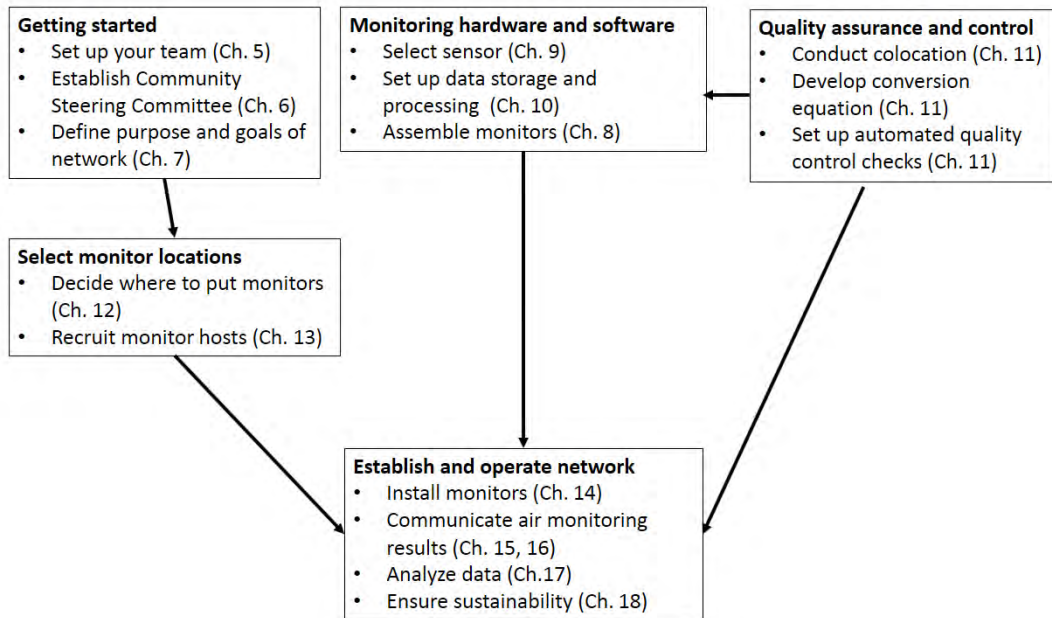 Getting started
• Set up your team (Ch. 5)
• Establish Community
Steering Committee (Ch. 6)
• Define purpose and goals of
network (Ch. 7)
Monitoring hardware and software
• Select sensor (Ch. 9)
• Set up data storage and
processing (Ch. 10)
• Assemble monitors (Ch. 8)
Quality assurance and control
• Conduct colocation (Ch. 11)
• Develop conversion
equation (Ch. 11)
• Set up automated quality
control checks (Ch. 11)
Select monitor locations
• Decide where to put monitors
(Ch. 12)
• Recruit monitor hosts (Ch. 13)
Establish and operate network
• Install monitors (Ch. 14)
• Communicate air monitoring
results (Ch. 15, 16)
• Analyze data (Ch.17)
• Ensure sustainability (Ch. 18)